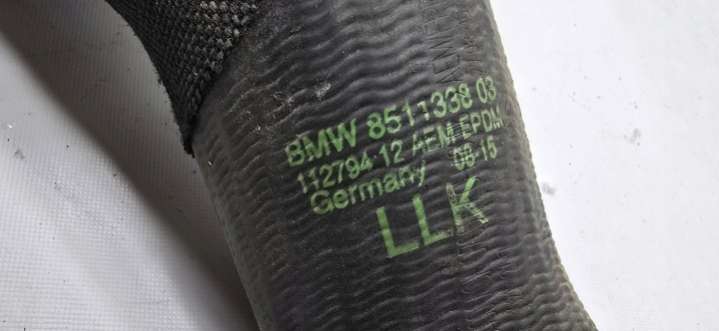 BMW 8511338 03
112794-12 AEM EPDM
Germany 08-15
LLK